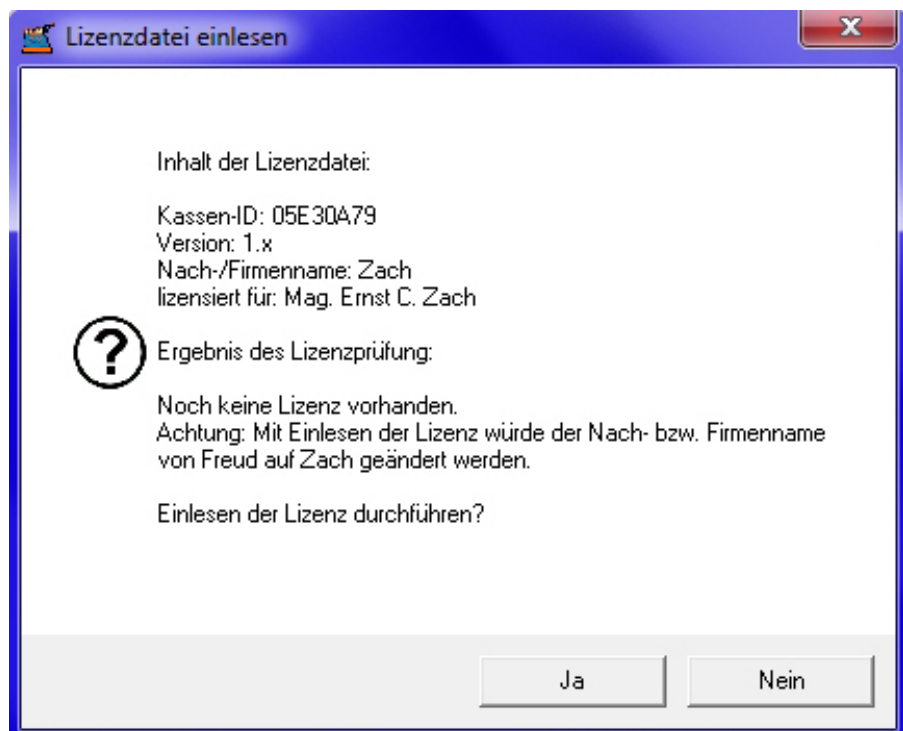 Lizenzdatei einlesen
Inhalt der Lizenzdatei:
Kassen-ID: 05E30A79
Version: 1.x
Nach-/Firmenname: Zach
lizensiert für: Mag. Ernst C. Zach
Ergebnis des Lizenzprüfung:
Noch keine Lizenz vorhanden.
Achtung: Mit Einlesen der Lizenz würde der Nach- bzw. Firmenname
von Freud auf Zach geändert werden.
Einlesen der Lizenz durchführen?
Ja
Nein